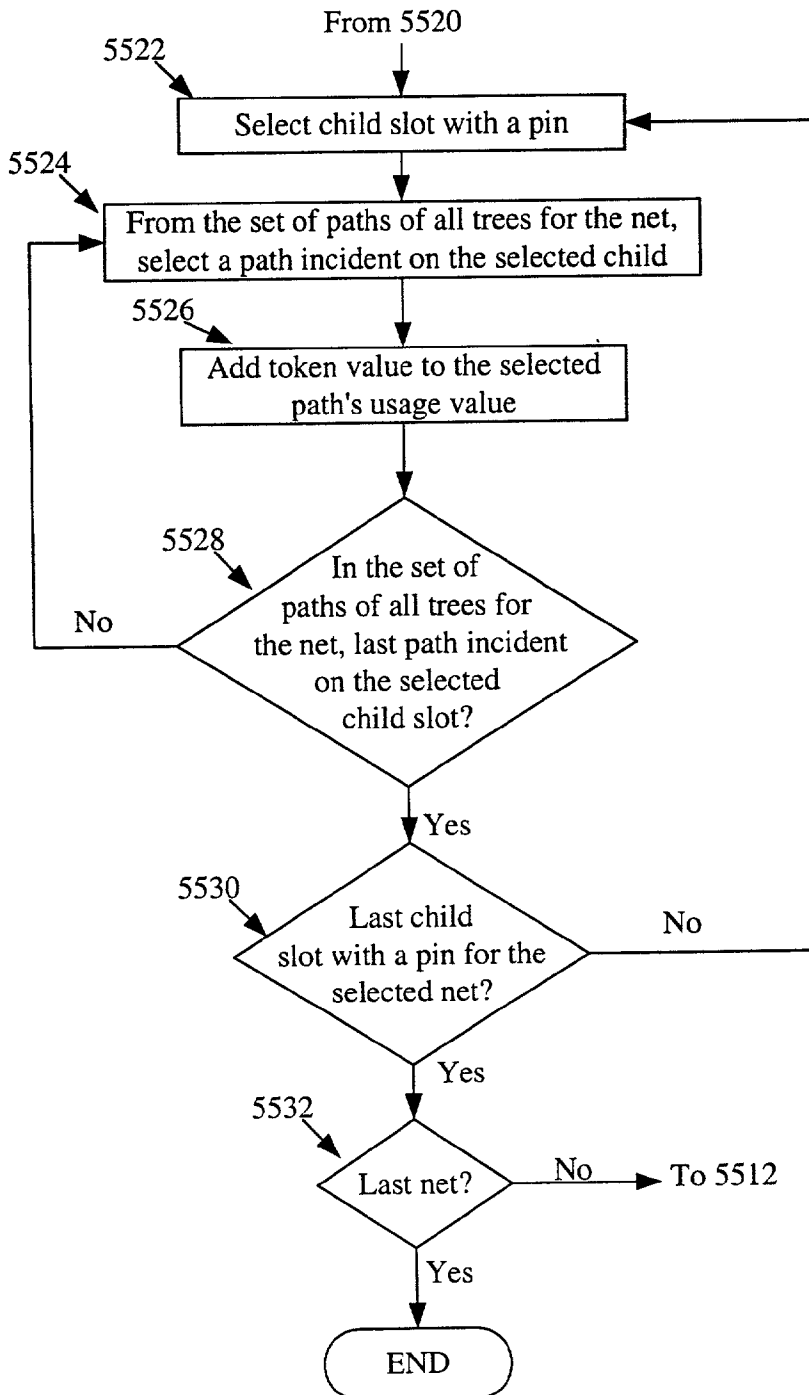 From 5520
5522
Select child slot with a pin
5524
From the set of paths of all trees for the net,
select a path incident on the selected child
5526
Add token value to the selected
path's usage value
5528
In the set of
paths of all trees for
the net, last path incident
on the selected
child slot?
No
Yes
5530
Last child
slot with a pin for the
selected net?
No
Yes
5532
Last net?
No
To 5512
Yes
END